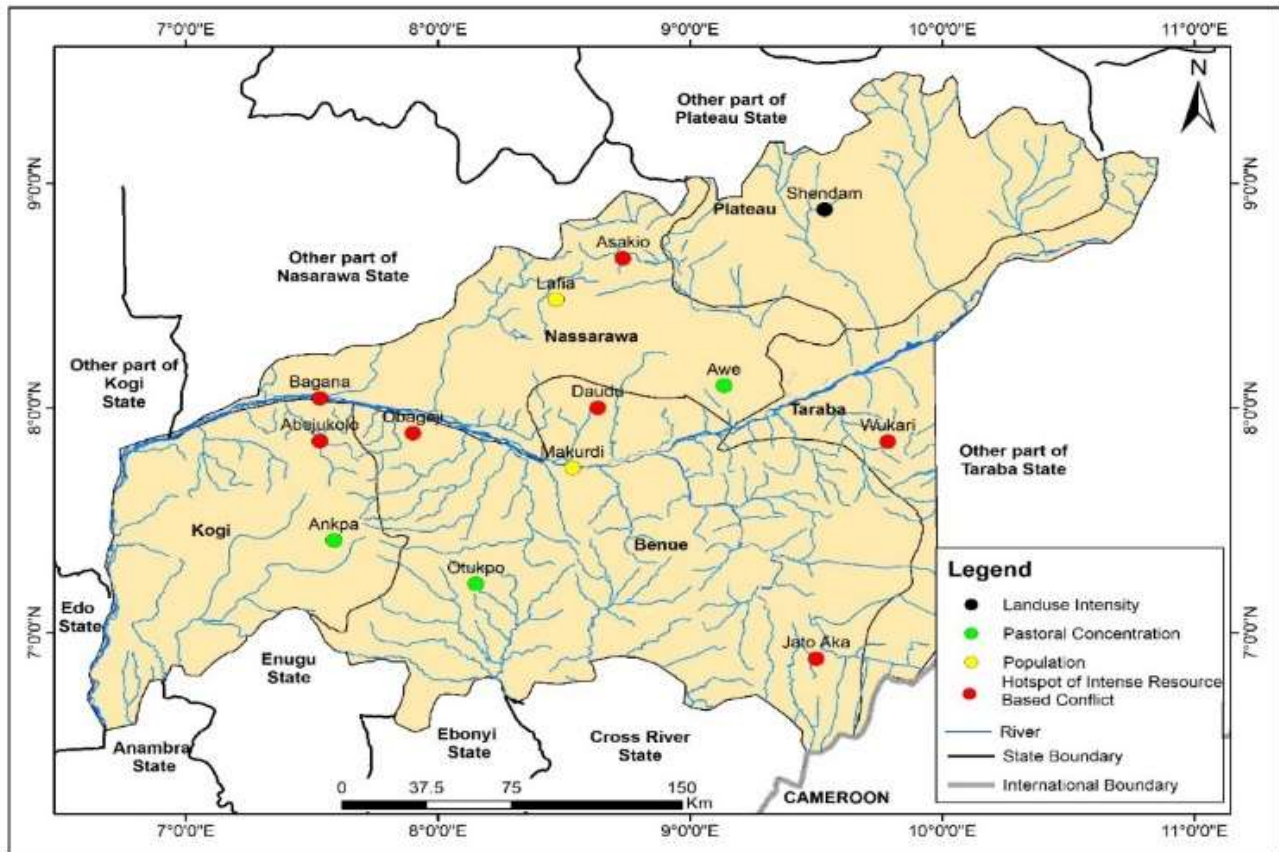 7°0'0"E 8°0'0"E 9°0'0"E 10°0'0"E 11°0'0"E
N
Other part of
Plateau State
9°0'0"N
9°0'0"N
Shendam
Plateau
Asakio
Other part of
Nasarawa State
Lafia
Nassarawa
Other part of
Kogi
State
Bagana
Awe
Daudu
8°0'0"N
8°0'0"N
Taraba
Abejukolo
Obageji
Wukari
Other part of
Taraba State
Makurdi
Kogi
Ankpa
Benue
Otukpo
Edo
State
7°0'0"N
7°0'0"N
Jato Aka
Enugu
State
Legend
Landuse Intensity
Pastoral Concentration
Population
Hotspot of Intense Resource
Based Conflict
River
State Boundary
International Boundary
Anambra
State
Ebonyi
State
Cross River
State
CAMEROON
0 37.5 75 150
Km
7°0'0"E 8°0'0"E 9°0'0"E 10°0'0"E 11°0'0"E